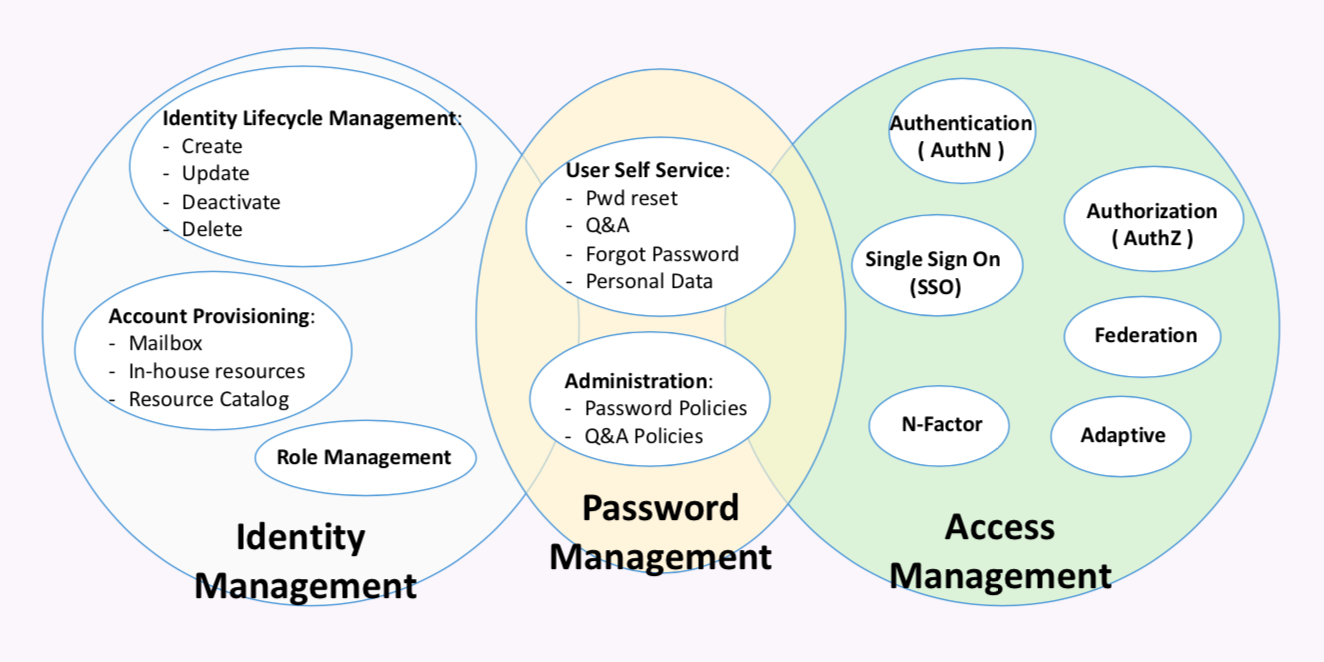 Identity Lifecycle Management:
- Create
- Update
- Deactivate
- Delete
Account Provisioning:
- Mailbox
- In-house resources
- Resource Catalog
Role Management
Identity
Management
User Self Service:
- Pwd reset
- Q&A
- Forgot Password
- Personal Data
Administration:
- Password Policies
- Q&A Policies
Password
Management
Authentication
( AuthN )
Authorization
( AuthZ )
Single Sign On
(SSO)
Federation
N-Factor
Adaptive
Access
Management